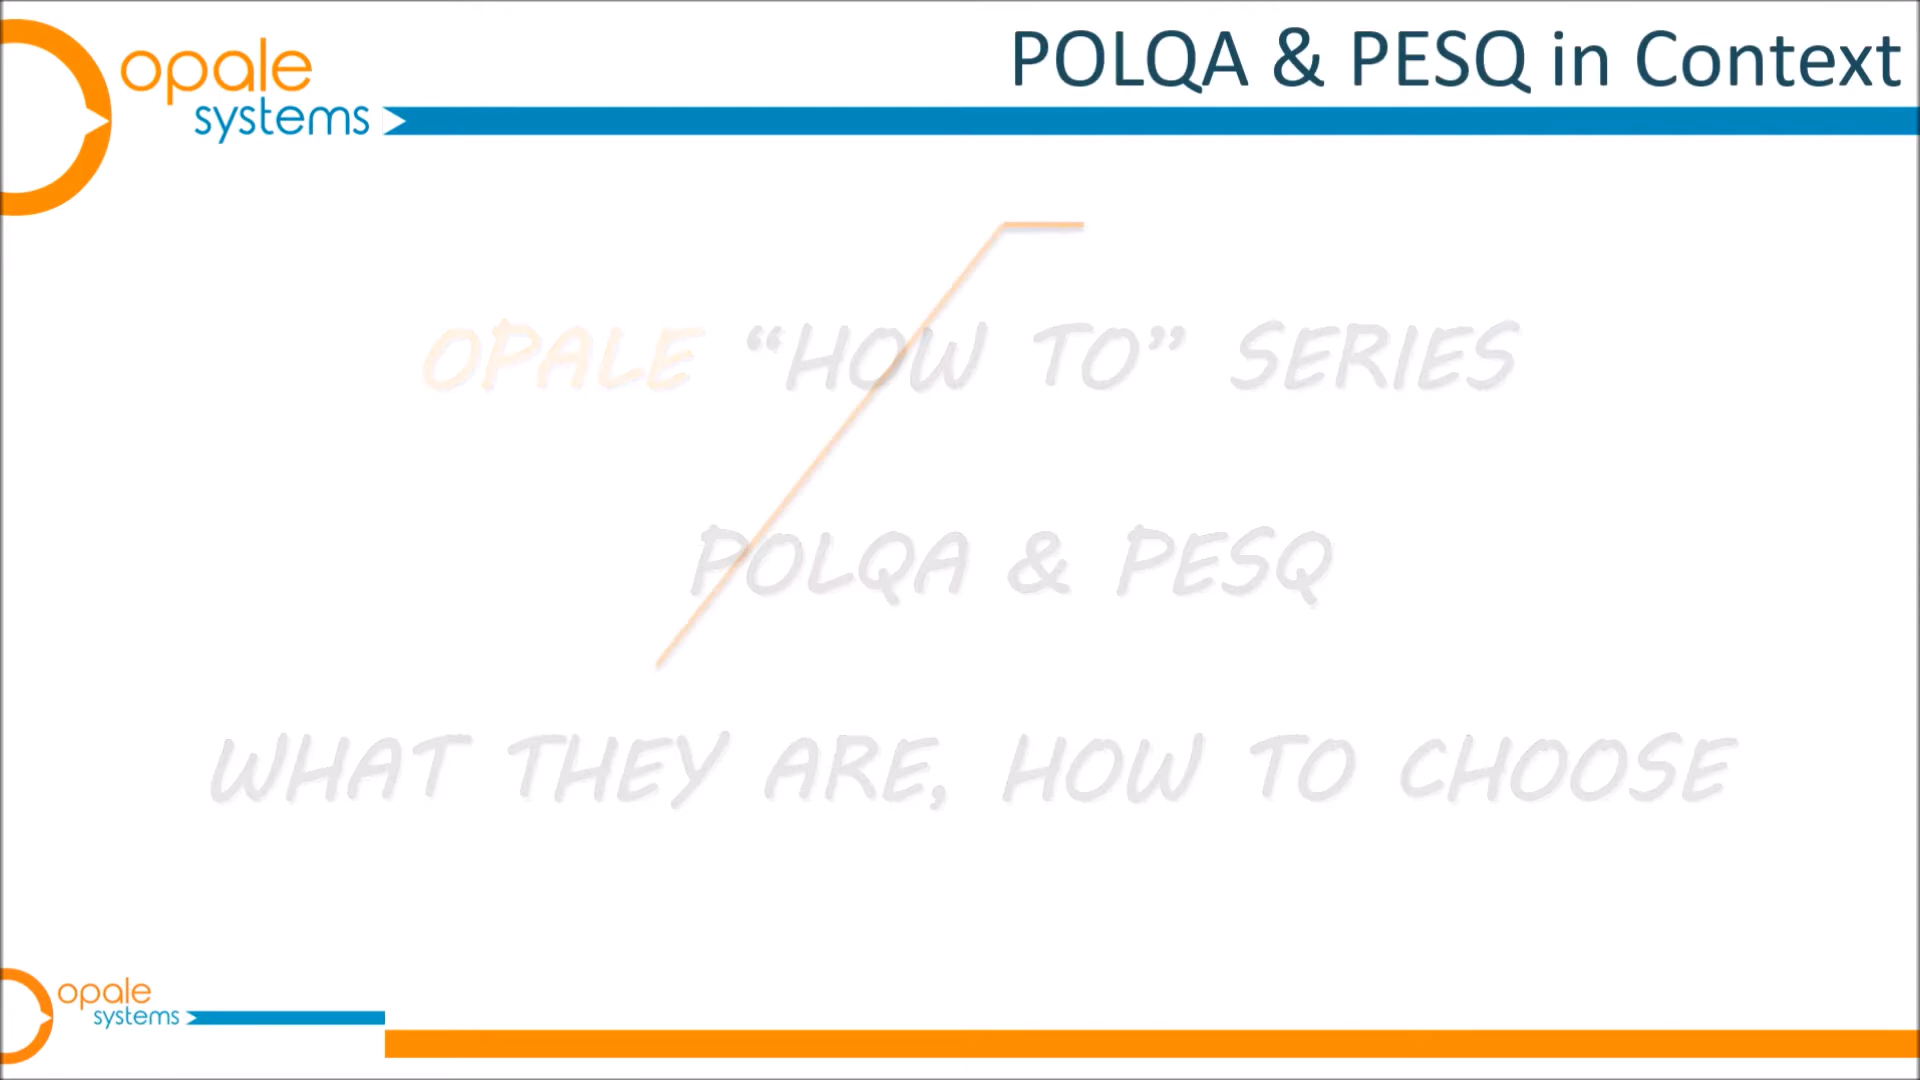 opale
systems
POLQA & PESQ in Context
OPALE “HOW TO” SERIES
POLQA & PESQ
WHAT THEY ARE, HOW TO CHOOSE
opale
systems